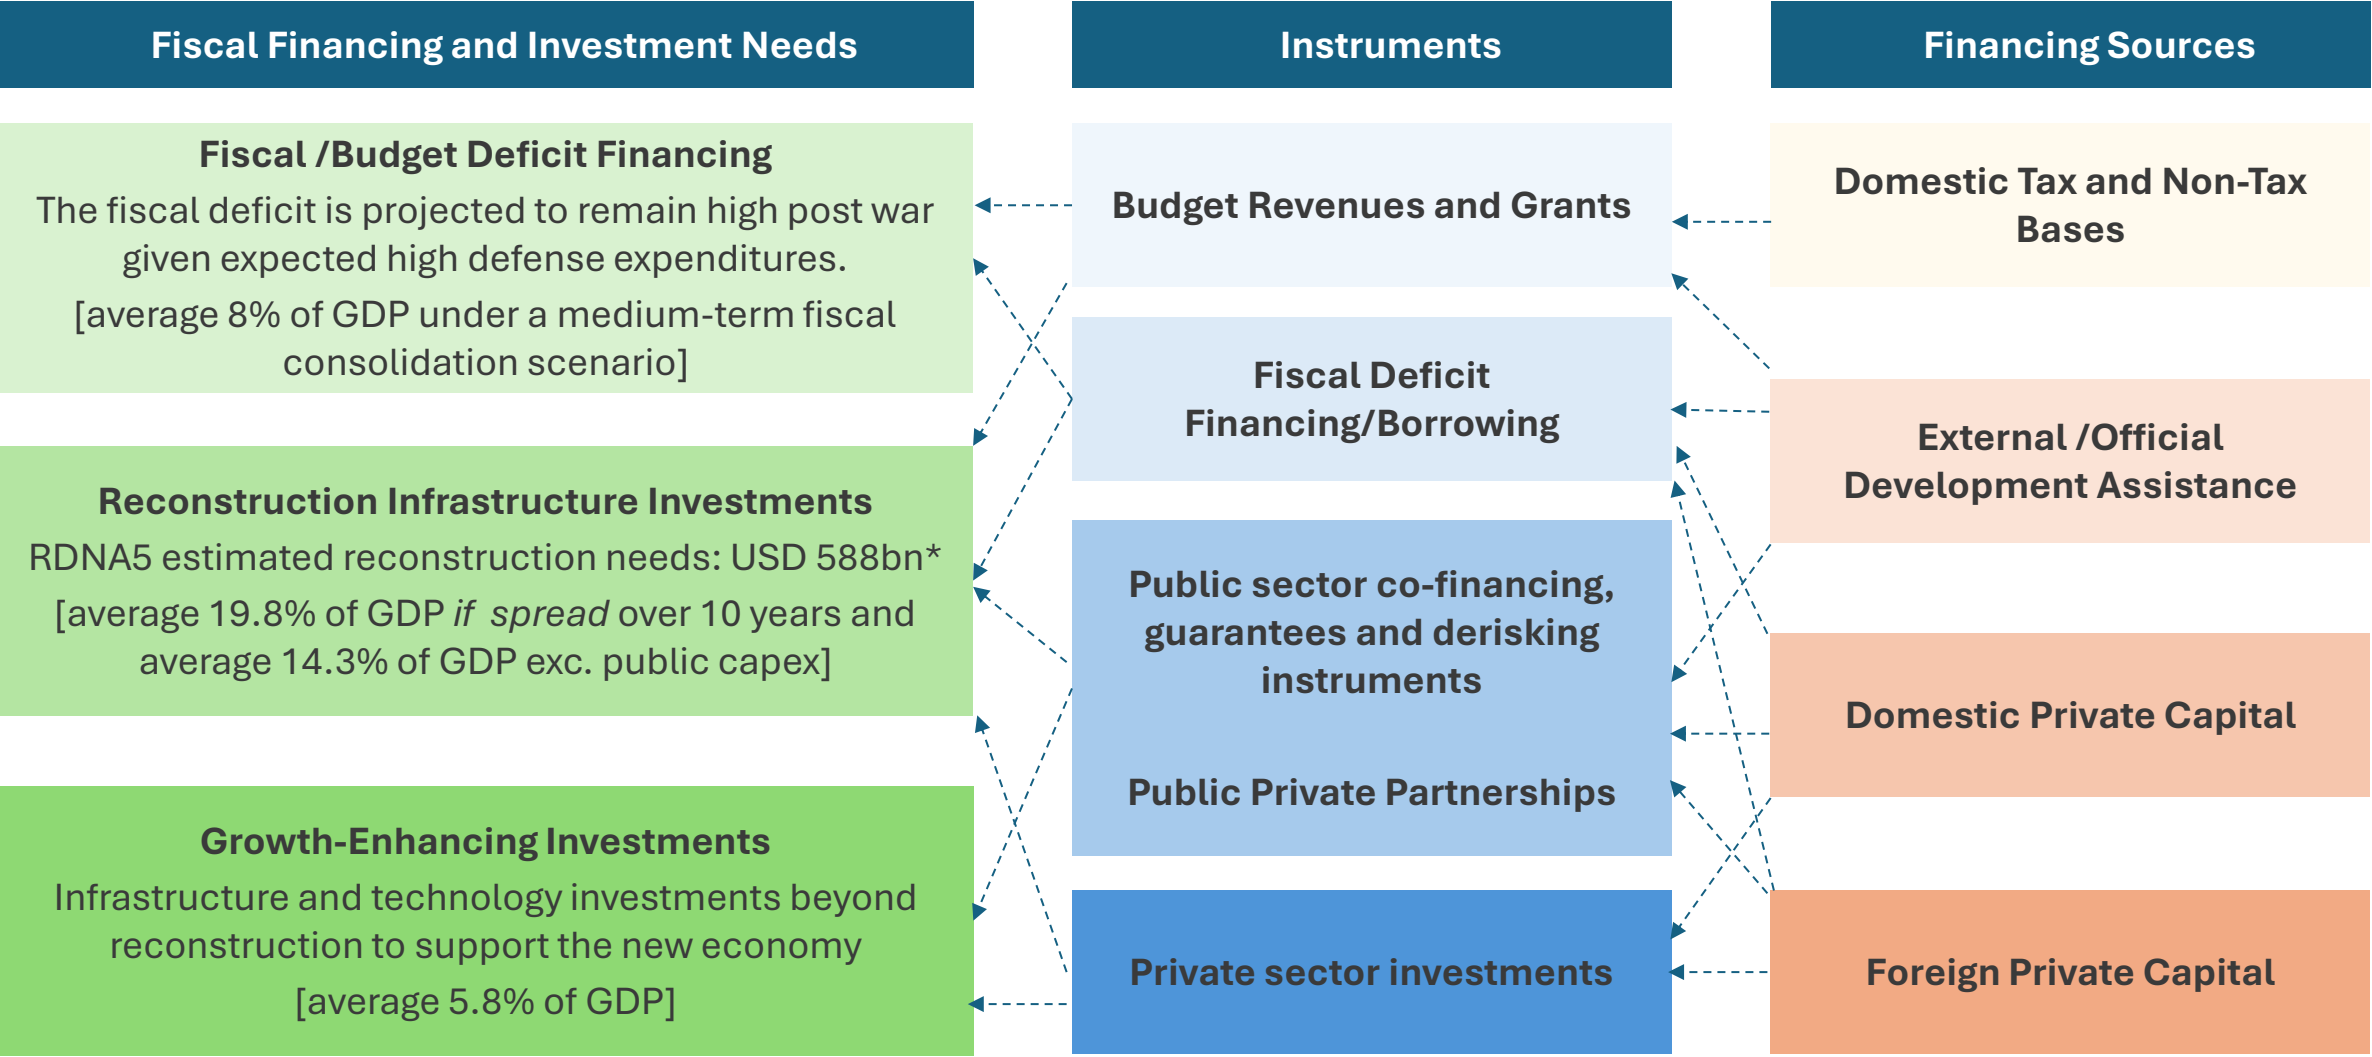 Fiscal Financing and Investment Needs
Fiscal /Budget Deficit Financing
The fiscal deficit is projected to remain high post war
given expected high defense expenditures.
[average 8% of GDP under a medium-term fiscal
consolidation scenario]
Reconstruction Infrastructure Investments
RDNA5 estimated reconstruction needs: USD 588bn*
[average 19.8% of GDP if spread over 10 years and
average 14.3% of GDP exc. public capex]
Growth-Enhancing Investments
Infrastructure and technology investments beyond
reconstruction to support the new economy
[average 5.8% of GDP]
Instruments
Budget Revenues and Grants
Fiscal Deficit
Financing/Borrowing
Public sector co-financing,
guarantees and derisking
instruments
Public Private Partnerships
Private sector investments
Financing Sources
Domestic Tax and Non-Tax
Bases
External /Official
Development Assistance
Domestic Private Capital
Foreign Private Capital